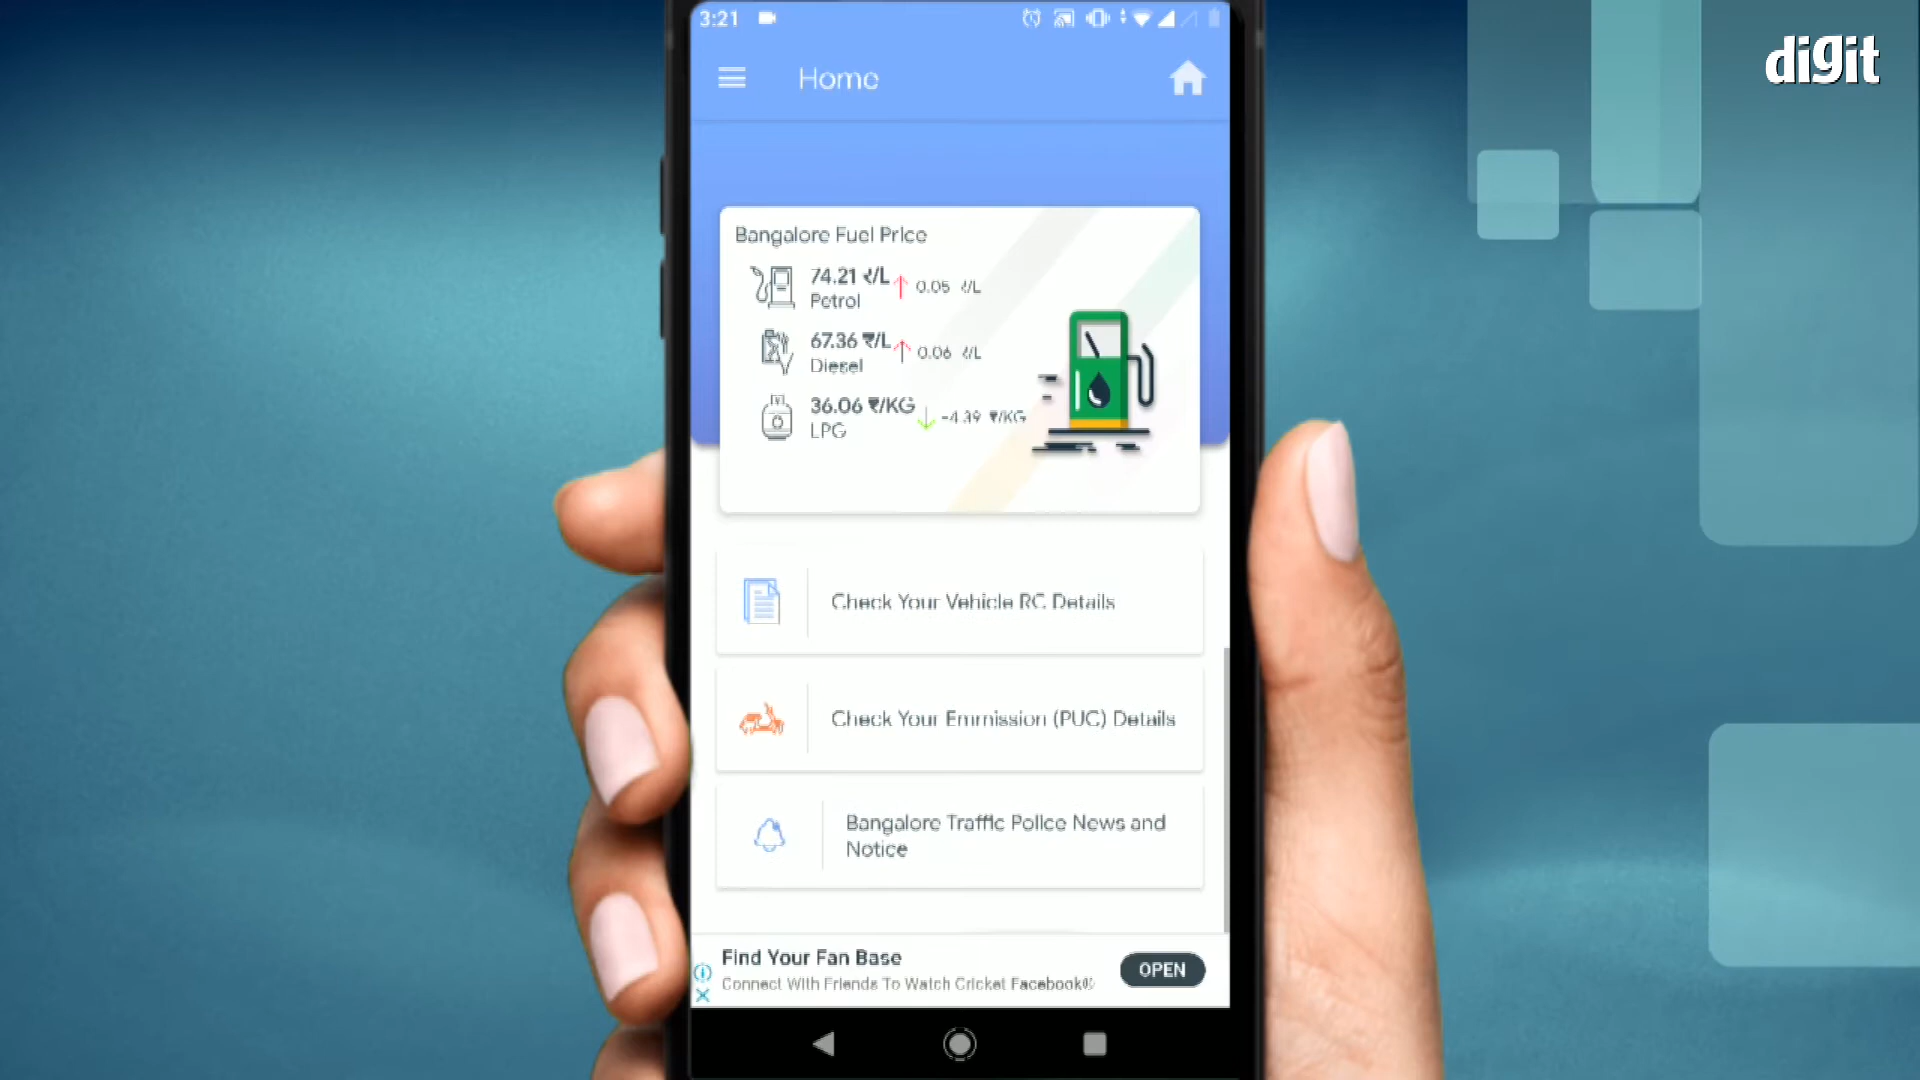 3:21
digit
Home
Bangalore Fuel Price
74.21 ₹/L
0.05 ₹/L
Petrol
67.36 ₹/L
0.06 ₹/L
Diesel
36.06 ₹/KG
-4.39 ₹/KG
LPG
Check Your Vehicle RC Details
Check Your Emmission (PUC) Details
Bangalore Traffic Police News and
Notice
Find Your Fan Base
Connect With Friends To Watch Cricket Facebook®
OPEN